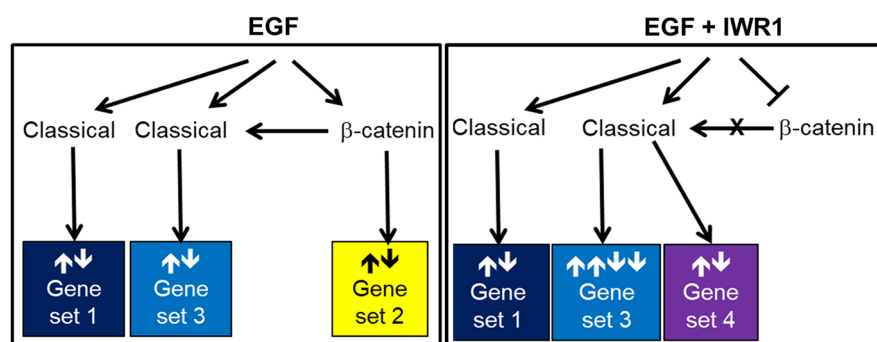 EGF
Classical Classical β-catenin
Gene set 1
Gene set 3
Gene set 2
EGF + IWR1
Classical Classical X β-catenin
Gene set 1
Gene set 3
Gene set 4